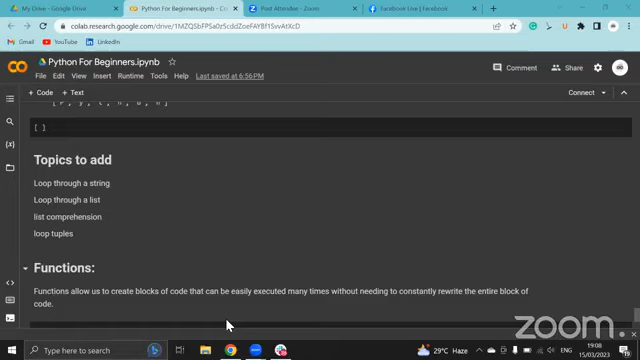 My Drive - Google Drive
Python For Beginners.ipynb - Co
Post Attendee - Zoom
Facebook Live | Facebook
colab.research.google.com/drive/
Gmail
YouTube
LinkedIn
Python For Beginners.ipynb
File Edit View Insert Runtime Tools Help Last saved at 6:56 PM
Comment
Share
+ Code + Text
Connect
[ ]
Topics to add
Loop through a string
Loop through a list
list comprehension
loop tuples
Functions:
Functions allow us to create blocks of code that can be easily executed many times without needing to constantly rewrite the entire block of
code.
zoom
Type here to search
29°C Haze
ENG
19:08
15/03/2023